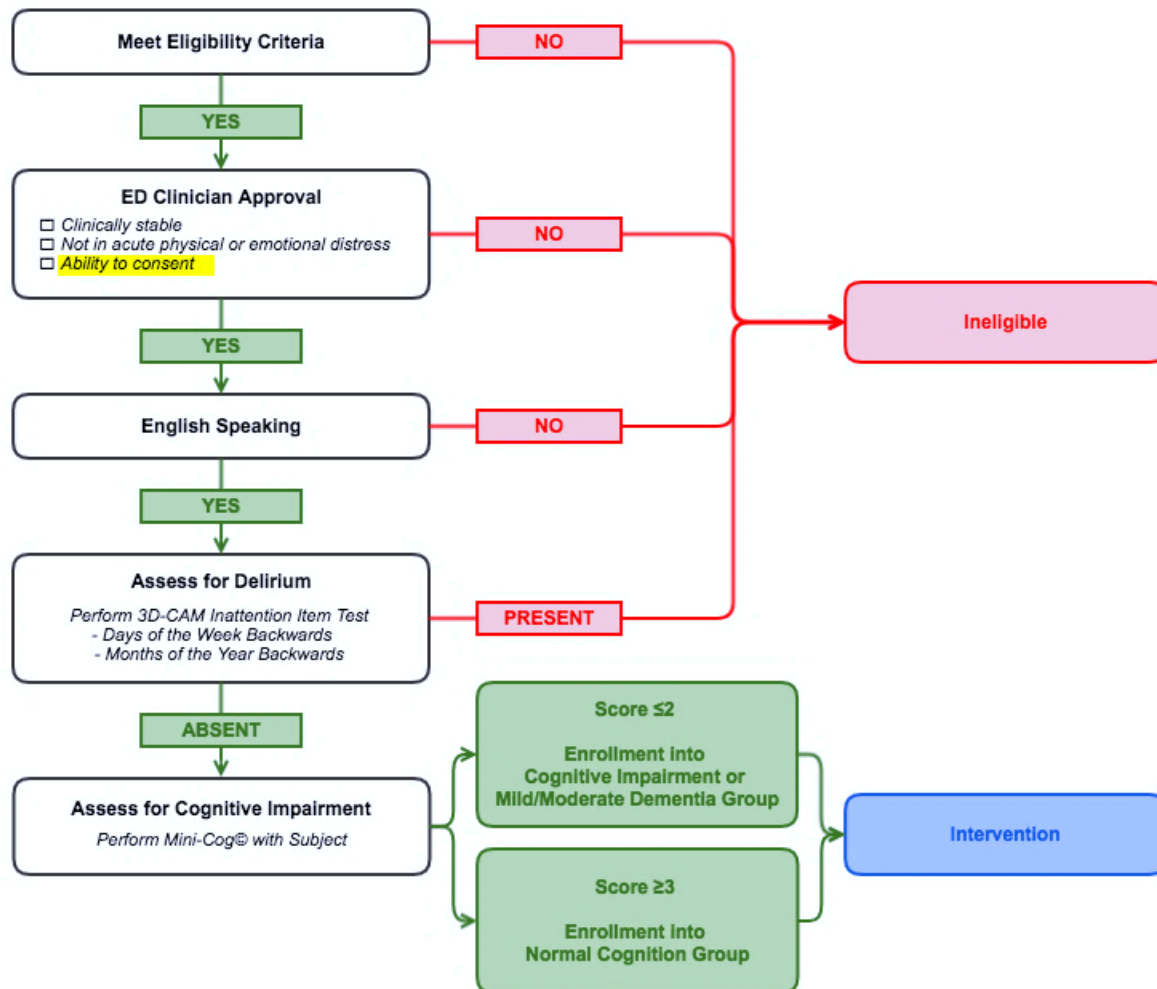 Meet Eligibility Criteria
NO
YES
ED Clinician Approval
Clinically stable
Not in acute physical or emotional distress
Ability to consent
NO
Ineligible
YES
English Speaking
NO
YES
Assess for Delirium
Perform 3D-CAM Inattention Item Test
- Days of the Week Backwards
- Months of the Year Backwards
PRESENT
ABSENT
Assess for Cognitive Impairment
Perform Mini-Cog© with Subject
Score ≤2
Enrollment into
Cognitive Impairment or
Mild/Moderate Dementia Group
Score ≥3
Enrollment into
Normal Cognition Group
Intervention